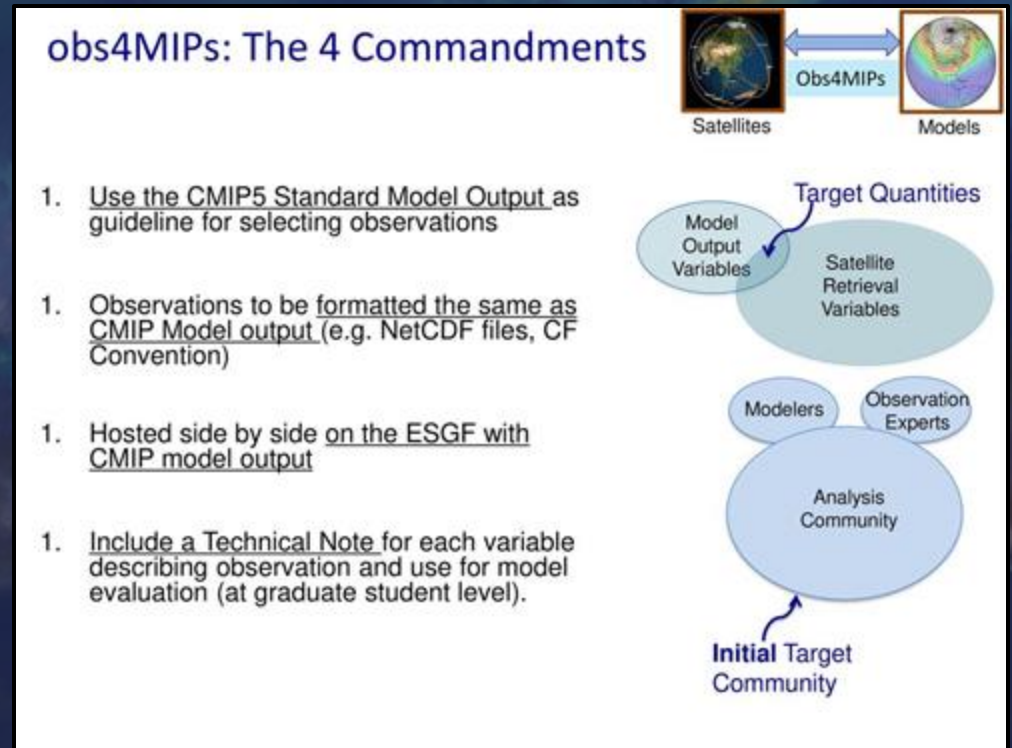 obs4MIPs: The 4 Commandments
Obs4MIPs
Satellites
Models
1. Use the CMIP5 Standard Model Output as
guideline for selecting observations
1. Observations to be formatted the same as
CMIP Model output (e.g. NetCDF files, CF
Convention)
1. Hosted side by side on the ESGF with
CMIP model output
1. Include a Technical Note for each variable
describing observation and use for model
evaluation (at graduate student level).
Target Quantities
Model
Output
Variables
Satellite
Retrieval
Variables
Modelers
Observation
Experts
Analysis
Community
Initial Target
Community